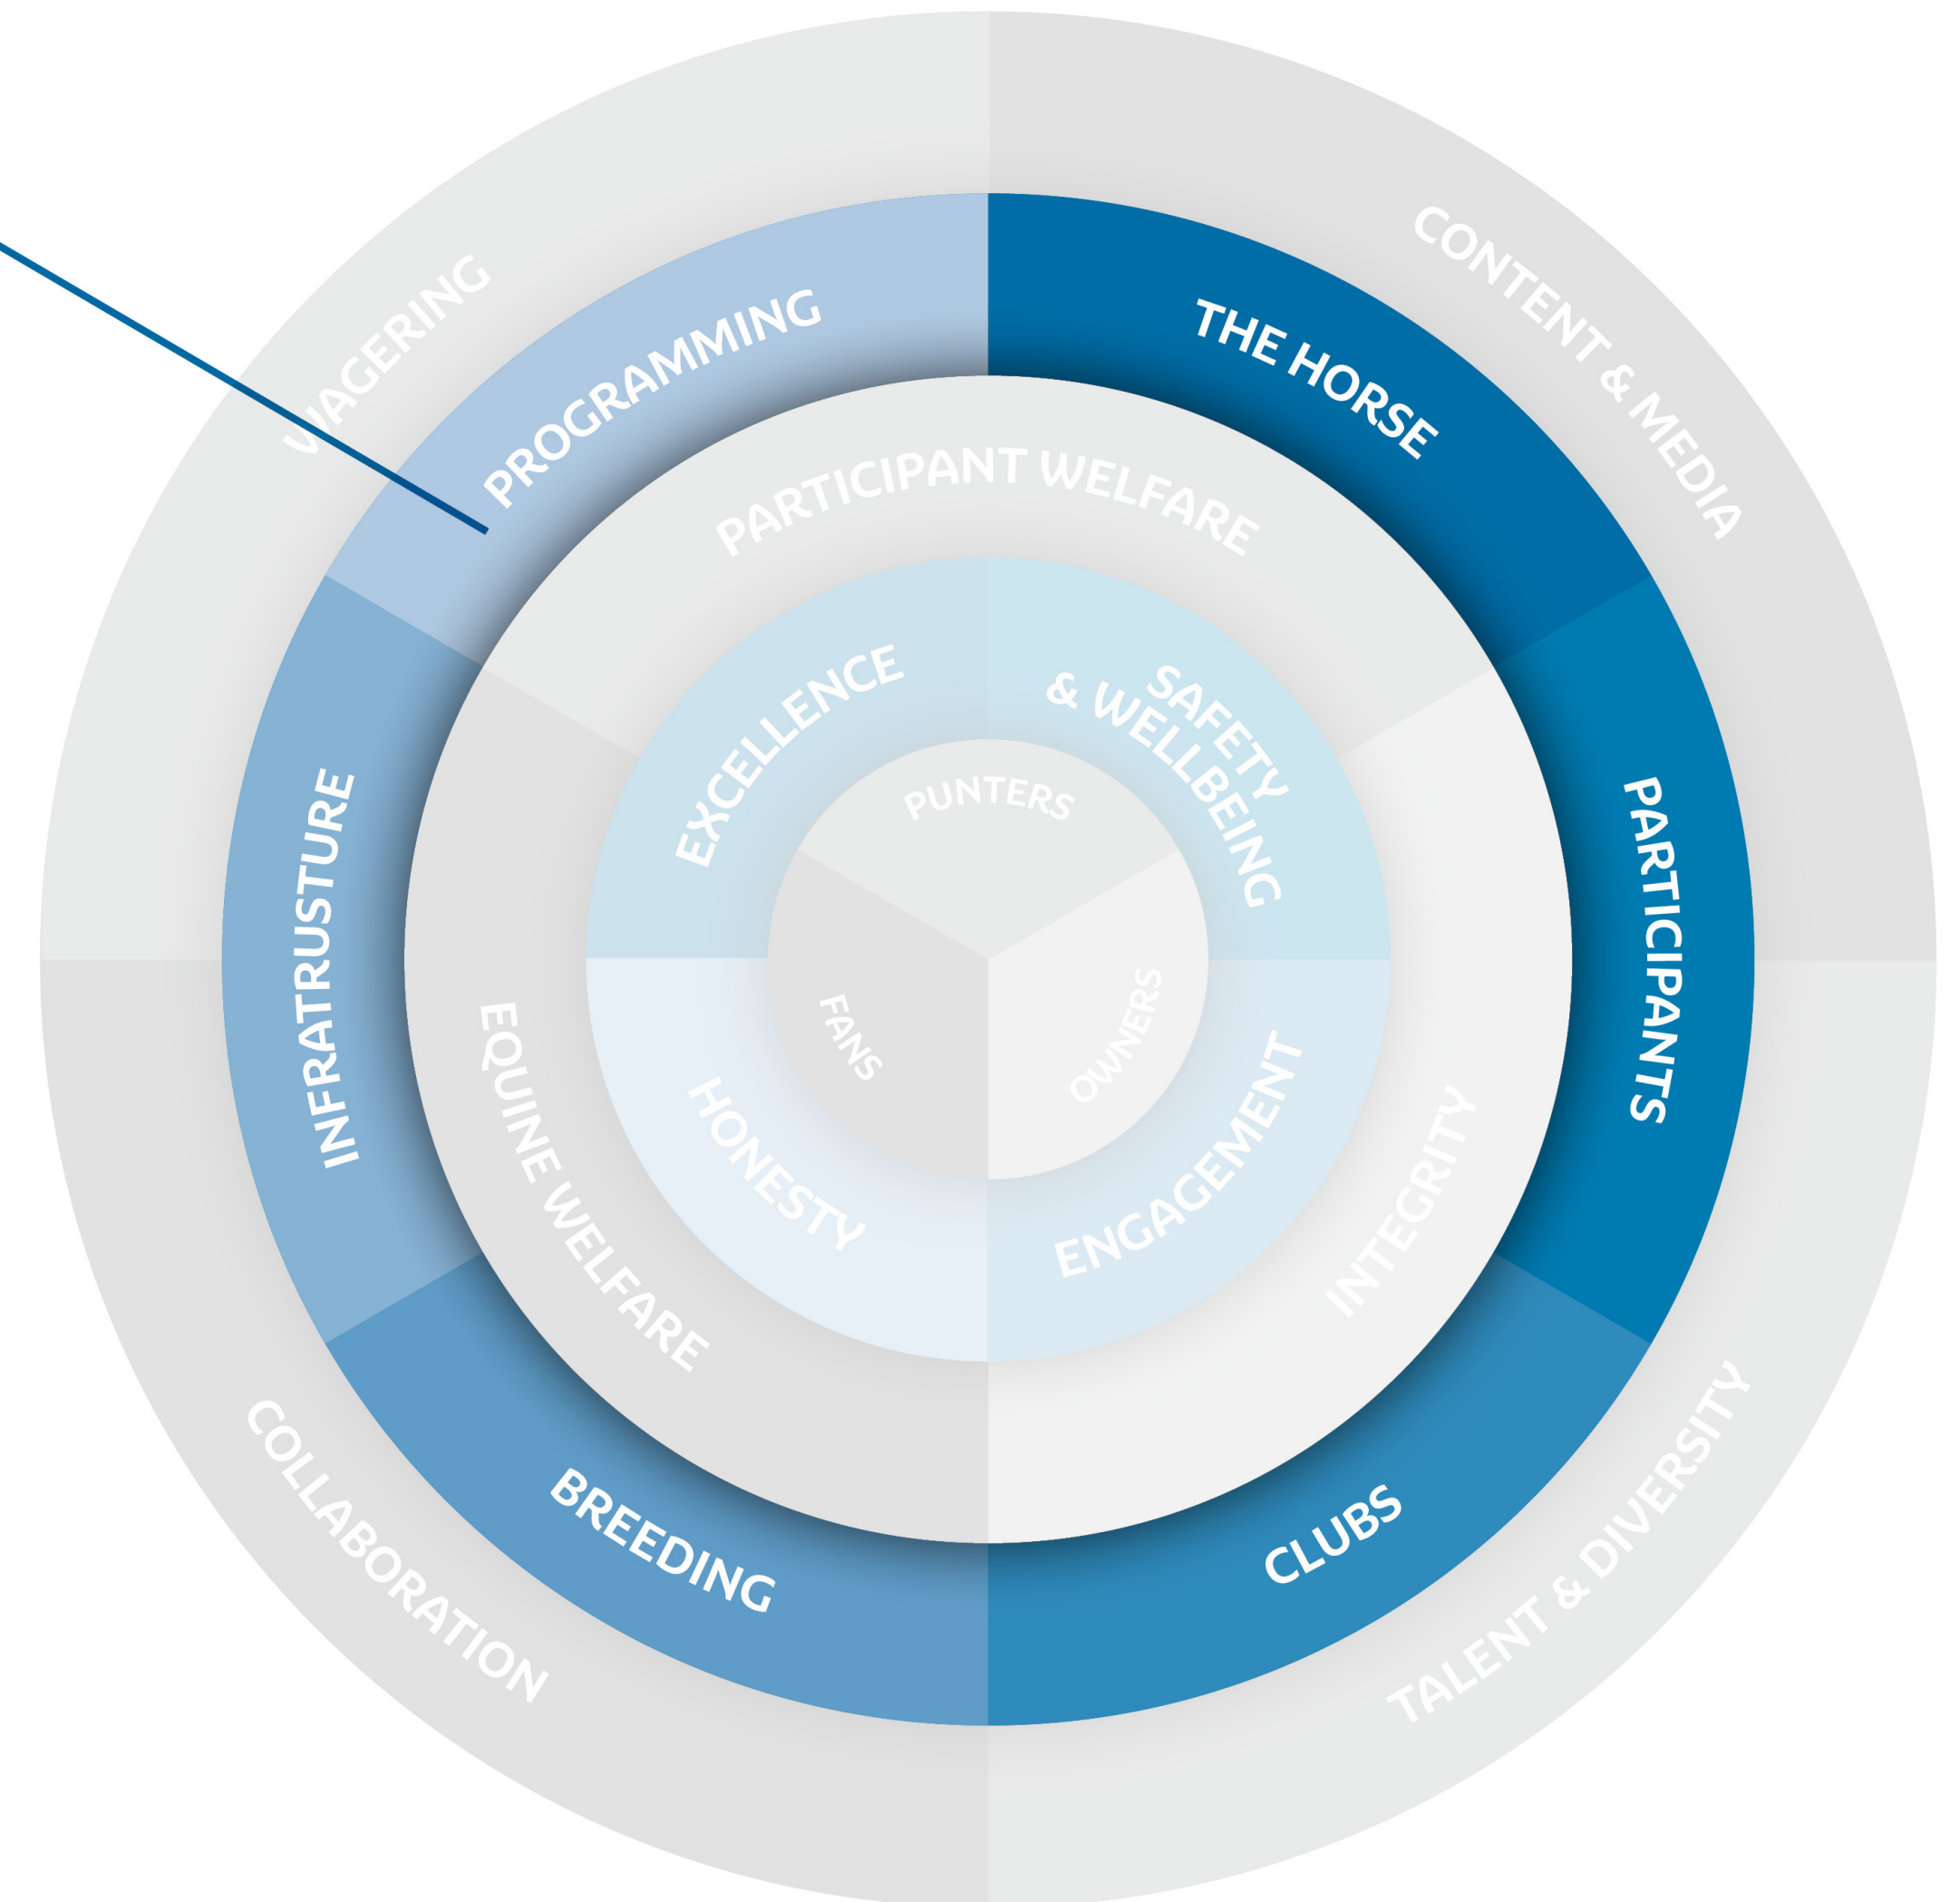 WAGERING
CONTENT & MEDIA
TALENT & DIVERSITY
COLLABORATION
PROGRAMMING
THE HORSE
PARTICIPANTS
CLUBS
BREEDING
INFRATRUSTURE
PARTICIPANT WELFARE
INTEGRITY
EQUINE WELFARE
EXCELLENCE
SAFETY
& WELLBEING
ENGAGEMENT
HONESTY
PUNTERS
OWNERS
FANS